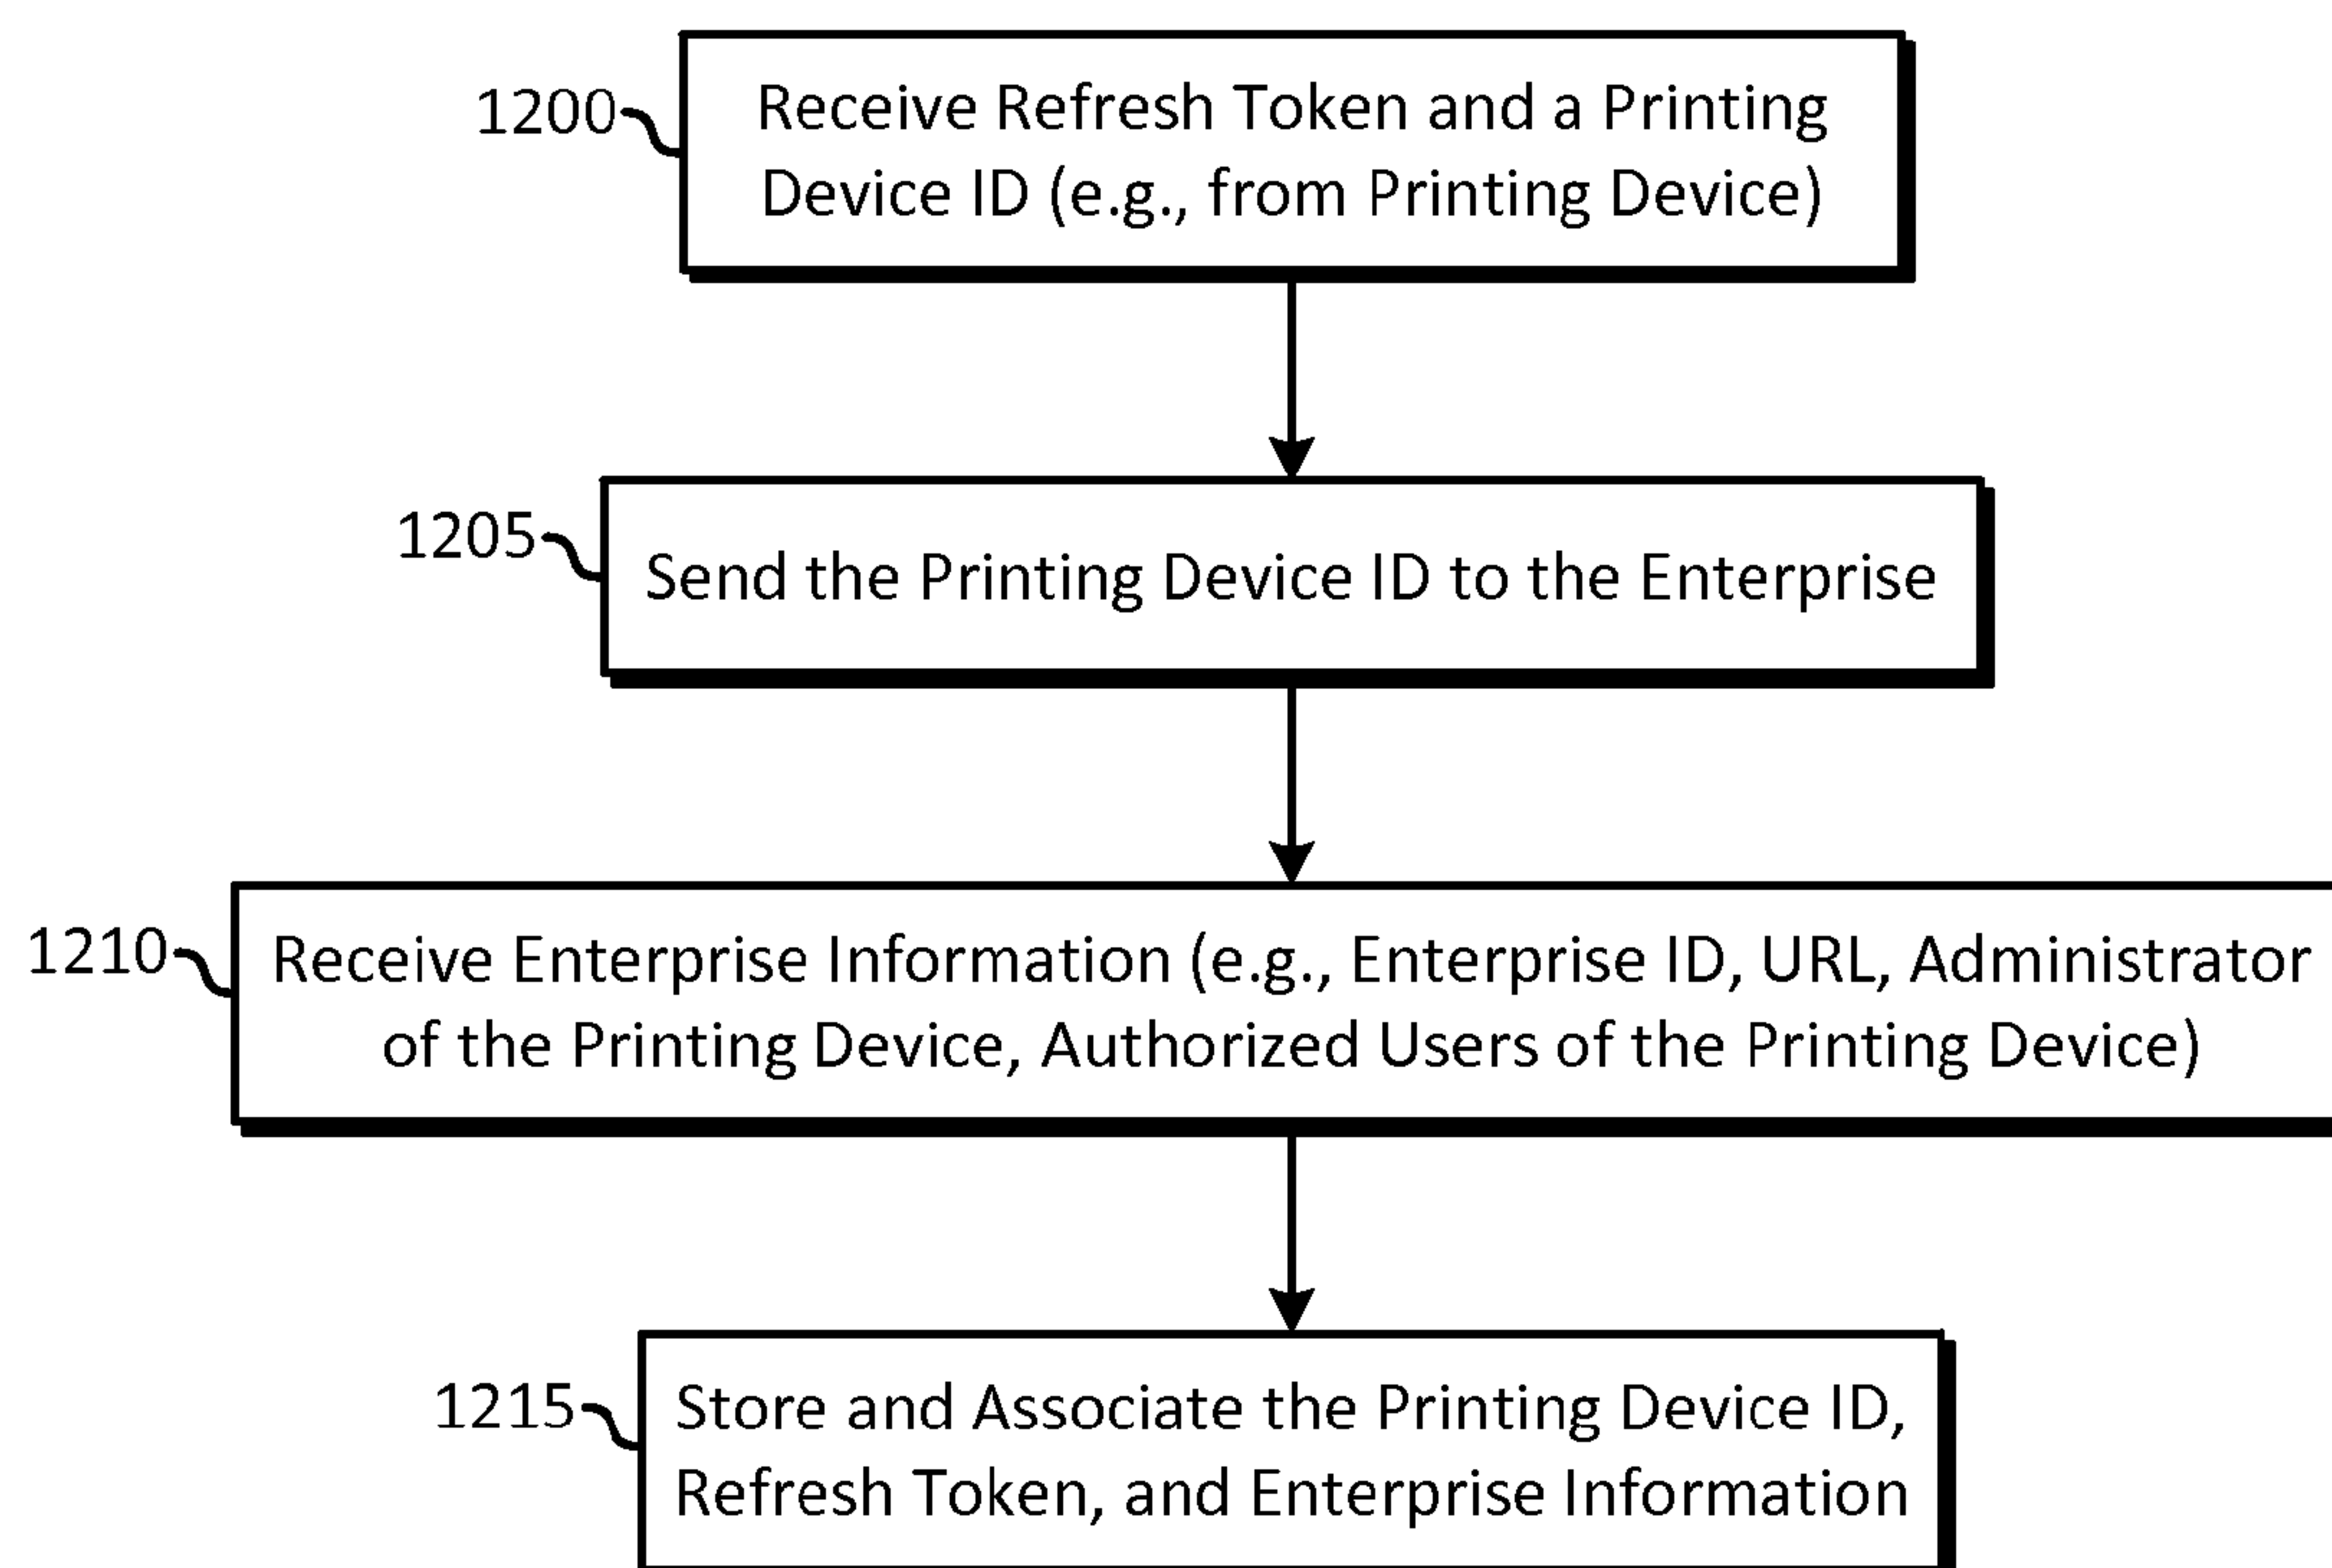 1200
Receive Refresh Token and a Printing
Device ID (e.g., from Printing Device)
1205
Send the Printing Device ID to the Enterprise
1210
Receive Enterprise Information (e.g., Enterprise ID, URL, Administrator
of the Printing Device, Authorized Users of the Printing Device)
1215
Store and Associate the Printing Device ID,
Refresh Token, and Enterprise Information